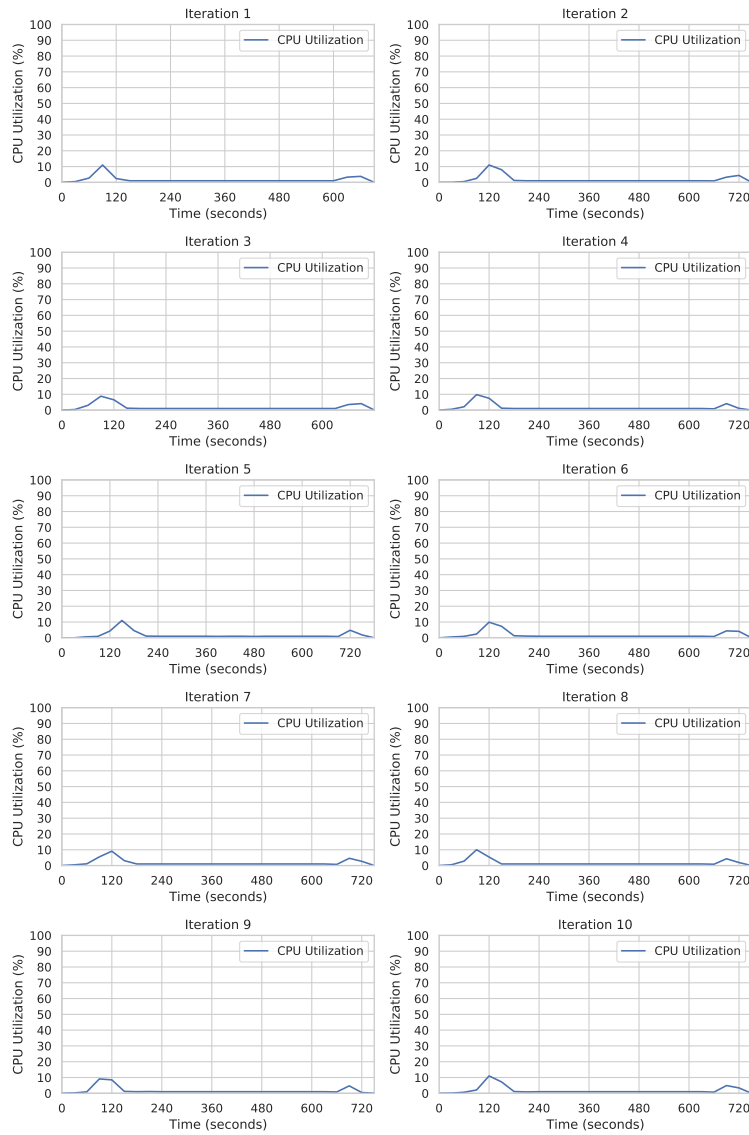 Iteration 1
CPU Utilization (%)
100
90
80
70
60
50
40
30
20
10
0
CPU Utilization
0 120 240 360 480 600
Time (seconds)
Iteration 2
CPU Utilization (%)
100
90
80
70
60
50
40
30
20
10
0
CPU Utilization
0 120 240 360 480 600 720
Time (seconds)
Iteration 3
CPU Utilization (%)
100
90
80
70
60
50
40
30
20
10
0
CPU Utilization
0 120 240 360 480 600
Time (seconds)
Iteration 4
CPU Utilization (%)
100
90
80
70
60
50
40
30
20
10
0
CPU Utilization
0 120 240 360 480 600 720
Time (seconds)
Iteration 5
CPU Utilization (%)
100
90
80
70
60
50
40
30
20
10
0
CPU Utilization
0 120 240 360 480 600 720
Time (seconds)
Iteration 6
CPU Utilization (%)
100
90
80
70
60
50
40
30
20
10
0
CPU Utilization
0 120 240 360 480 600 720
Time (seconds)
Iteration 7
CPU Utilization (%)
100
90
80
70
60
50
40
30
20
10
0
CPU Utilization
0 120 240 360 480 600 720
Time (seconds)
Iteration 8
CPU Utilization (%)
100
90
80
70
60
50
40
30
20
10
0
CPU Utilization
0 120 240 360 480 600 720
Time (seconds)
Iteration 9
CPU Utilization (%)
100
90
80
70
60
50
40
30
20
10
0
CPU Utilization
0 120 240 360 480 600 720
Time (seconds)
Iteration 10
CPU Utilization (%)
100
90
80
70
60
50
40
30
20
10
0
CPU Utilization
0 120 240 360 480 600 720
Time (seconds)